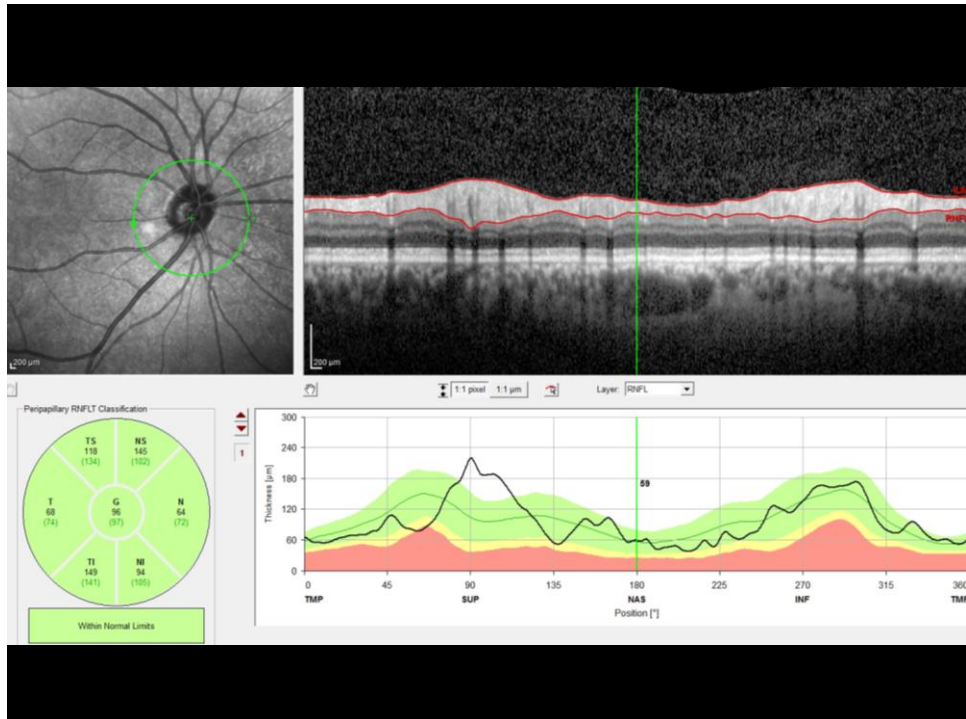 ILM
RNFL
200 µm
200 µm
1:1 pixel
1:1 µm
Layer:
RNFL
Peripapillary RNFLT Classification
TS
118
(134)
NS
145
(102)
T
68
(74)
G
96
(97)
N
64
(72)
TI
149
(141)
NI
94
(105)
Within Normal Limits
1
Thickness [µm]
300
240
180
120
60
0
59
0
45
90
135
180
225
270
315
360
TMP
SUP
NAS
INF
TMP
Position [°]